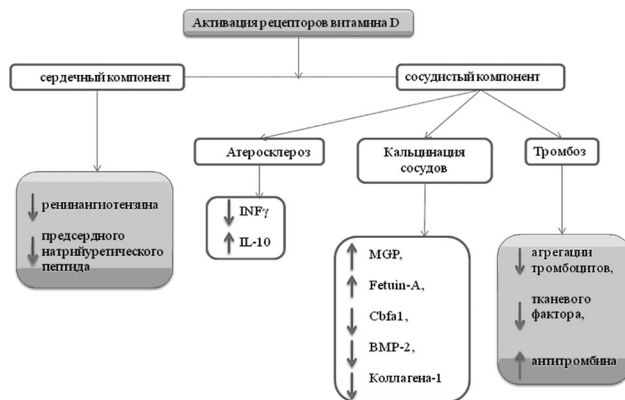 Активация рецепторов витамина D
сердечный компонент
сосудистый компонент
Атеросклероз
Кальцинация
сосудов
Тромбоз
↓ ренинангиотензина
↓ предсердного
натрийуретического
пептида
↓ INFγ
↑ IL-10
↑ MGP,
↑ Fetuin-A,
↓ Cbfa1,
↓ BMP-2,
↓ Коллагена-1
↓ агрегации
тромбоцитов,
↓ тканевого
фактора,
↑ антитромбина